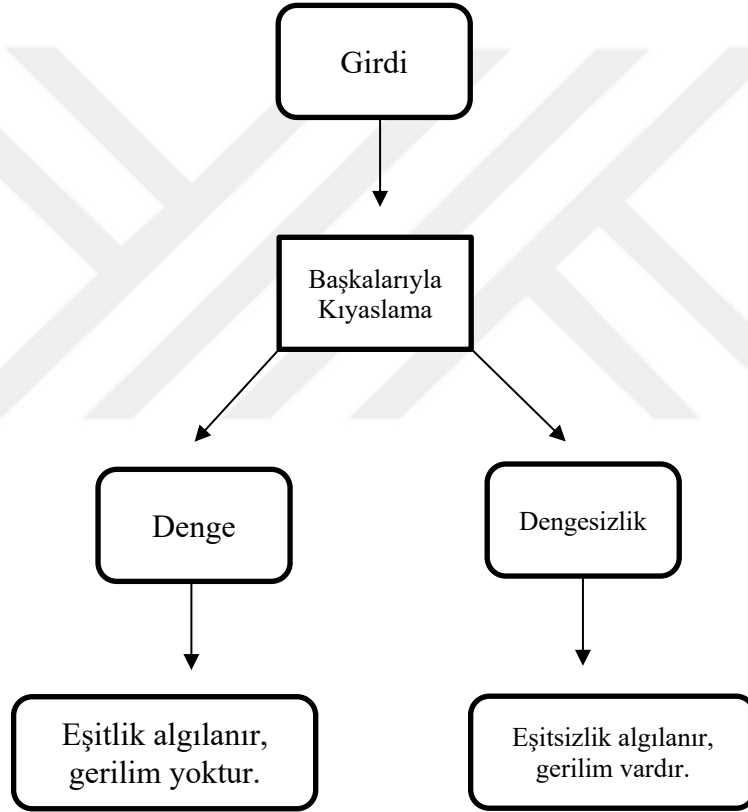 Girdi
Başkalarıyla
Kıyaslama
Denge
Dengesizlik
Eşitlik algılanır,
gerilim yoktur.
Eşitsizlik algılanır,
gerilim vardır.